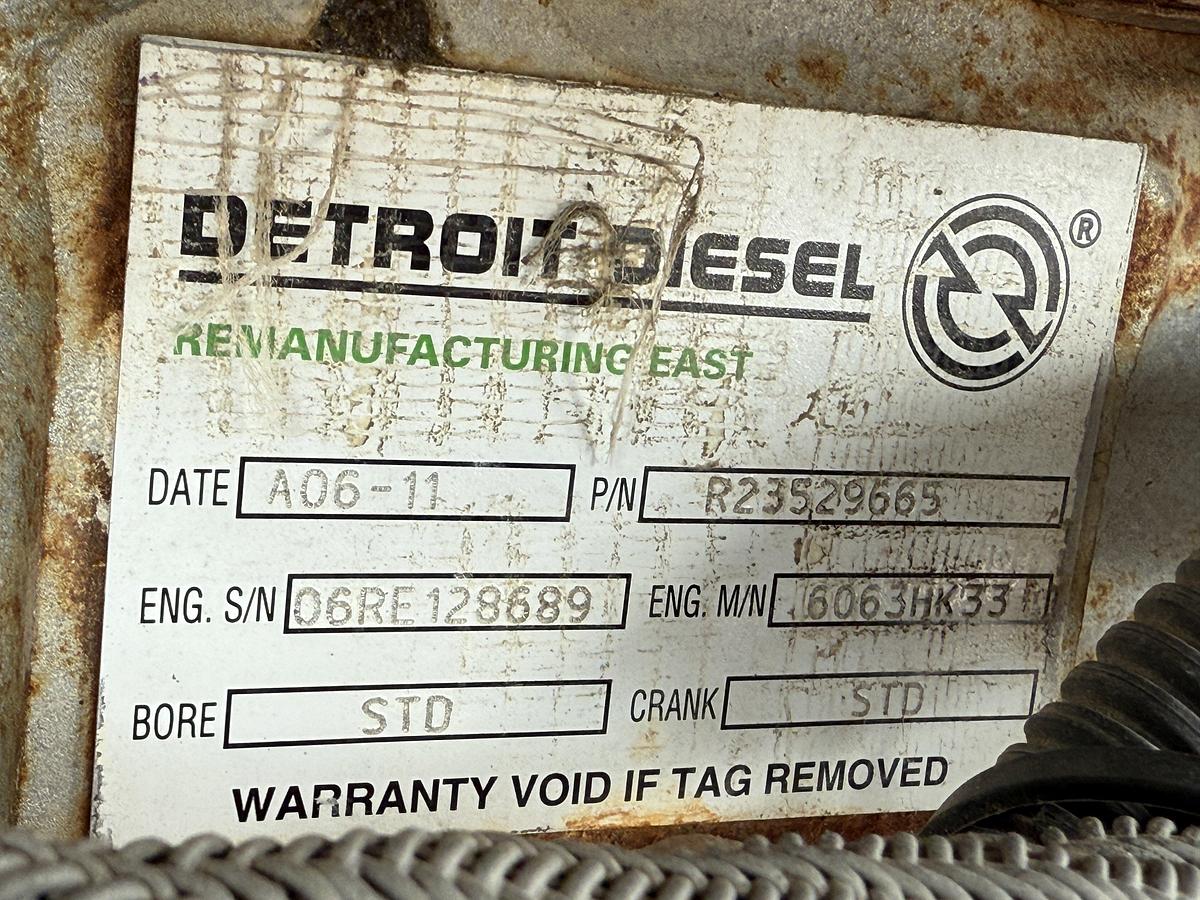 DETROIT DIESEL ®
REMANUFACTURING EAST
DATE A06-11 P/N R23529665
ENG. S/N 06RE128689 ENG. M/N 6063HK33
BORE STD CRANK STD
WARRANTY VOID IF TAG REMOVED